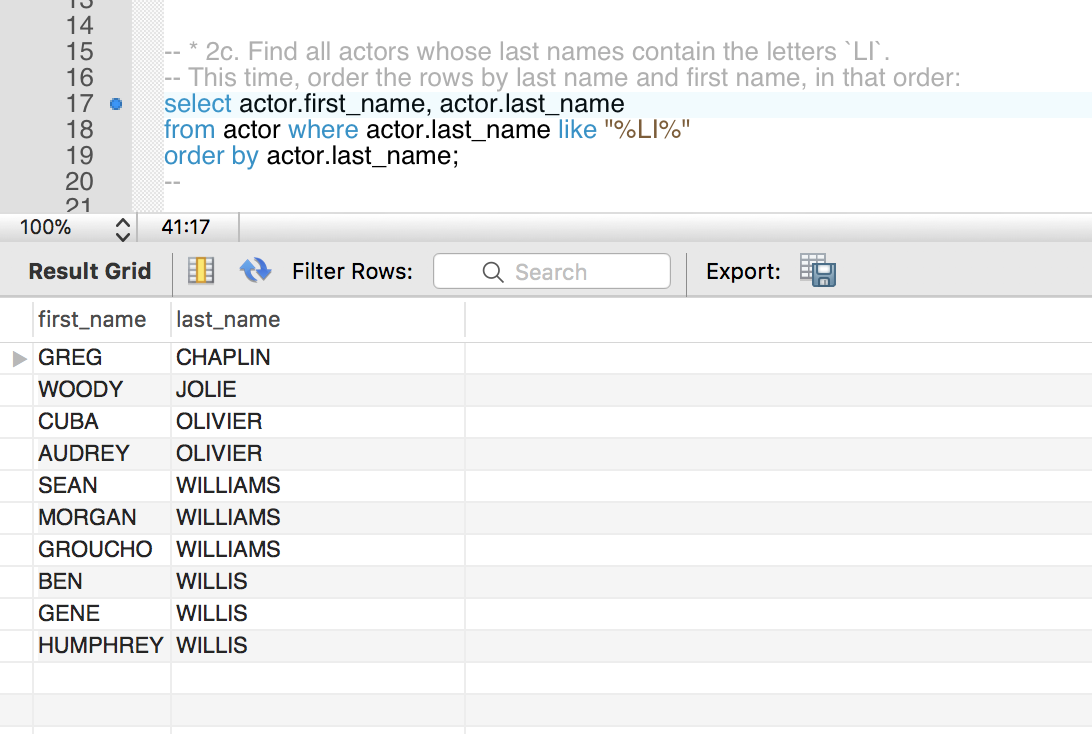 13
14
15 -- * 2c. Find all actors whose last names contain the letters `LI`.
16 -- This time, order the rows by last name and first name, in that order:
17 select actor.first_name, actor.last_name
18 from actor where actor.last_name like "%LI%"
19 order by actor.last_name;
20 --
21
100% 41:17
Result Grid Filter Rows: Search Export:
first_name last_name
GREG CHAPLIN
WOODY JOLIE
CUBA OLIVIER
AUDREY OLIVIER
SEAN WILLIAMS
MORGAN WILLIAMS
GROUCHO WILLIAMS
BEN WILLIS
GENE WILLIS
HUMPHREY WILLIS